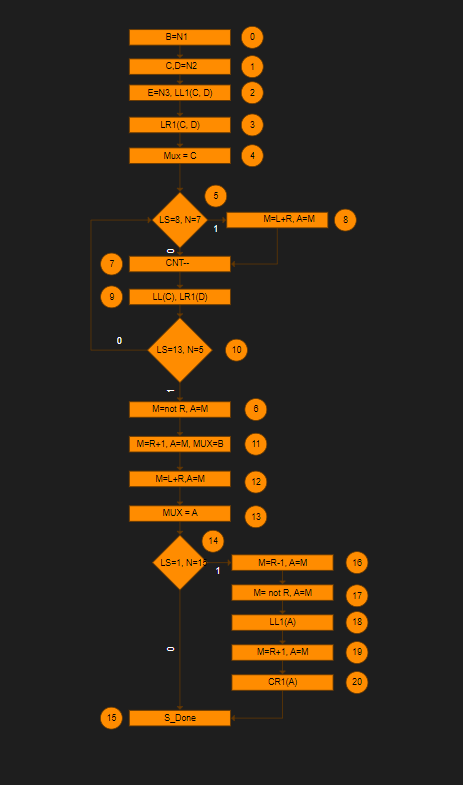 B=N1
0
C,D=N2
1
E=N3, LL1(C, D)
2
LR1(C, D)
3
Mux = C
4
5
LS=8, N=7
1
M=L+R, A=M
8
0
7
CNT--
9
LL(C), LR1(D)
0
LS=13, N=5
10
1
M=not R, A=M
6
M=R+1, A=M, MUX=B
11
M=L+R,A=M
12
MUX = A
13
14
LS=1, N=15
1
M=R-1, A=M
16
M= not R, A=M
17
LL1(A)
18
0
M=R+1, A=M
19
CR1(A)
20
15
S_Done